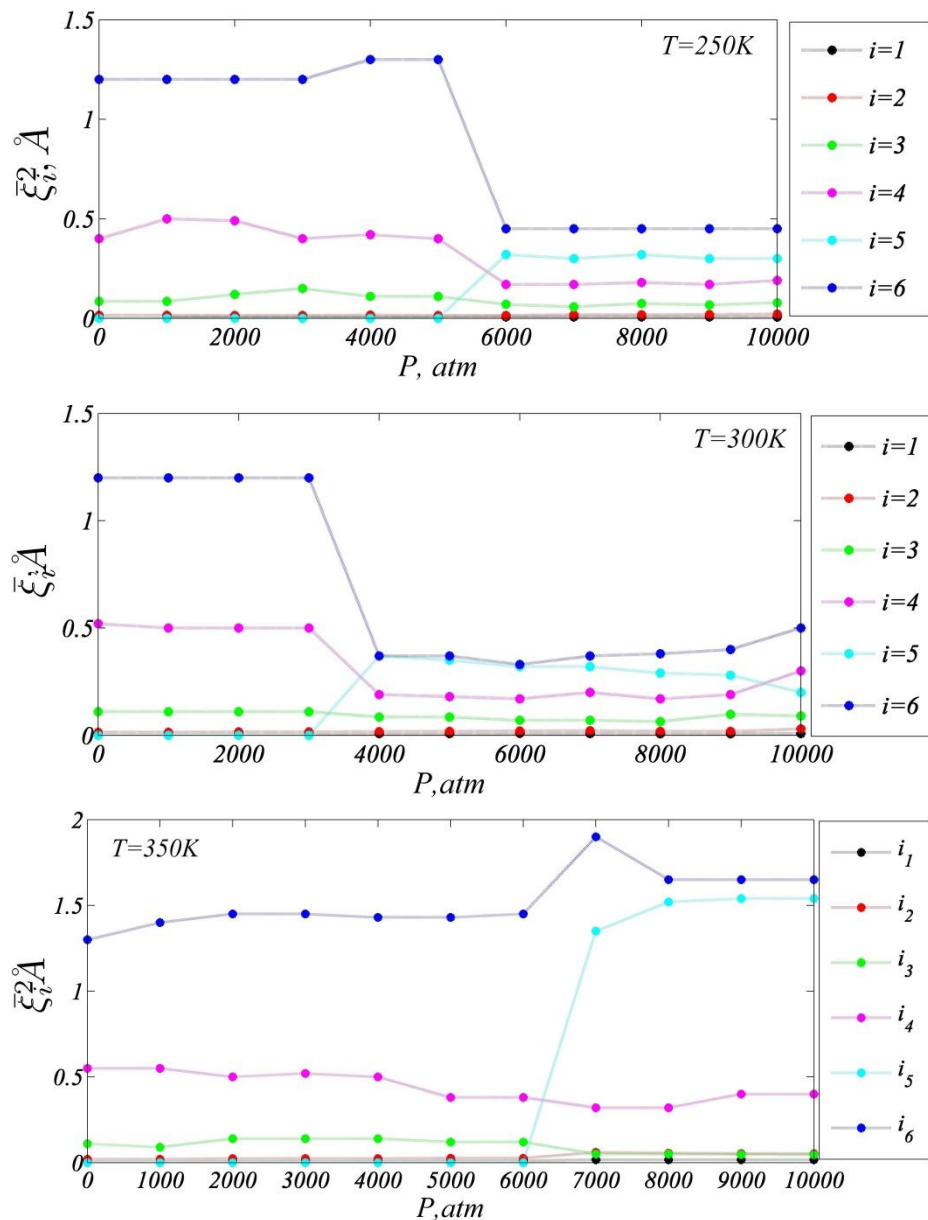 1.5
T=250K
1
ξ̄²ᵢ, Å
0.5
0
0 2000 4000 6000 8000 10000
P, atm
i=1
i=2
i=3
i=4
i=5
i=6
1.5
T=300K
1
ξ̄ᵢ, Å
0.5
0
0 2000 4000 6000 8000 10000
P,atm
i=1
i=2
i=3
i=4
i=5
i=6
2
T=350K
1.5
ξ̄²ᵢ Å
1
0.5
0
0 1000 2000 3000 4000 5000 6000 7000 8000 9000 10000
P,atm
i₁
i₂
i₃
i₄
i₅
i₆